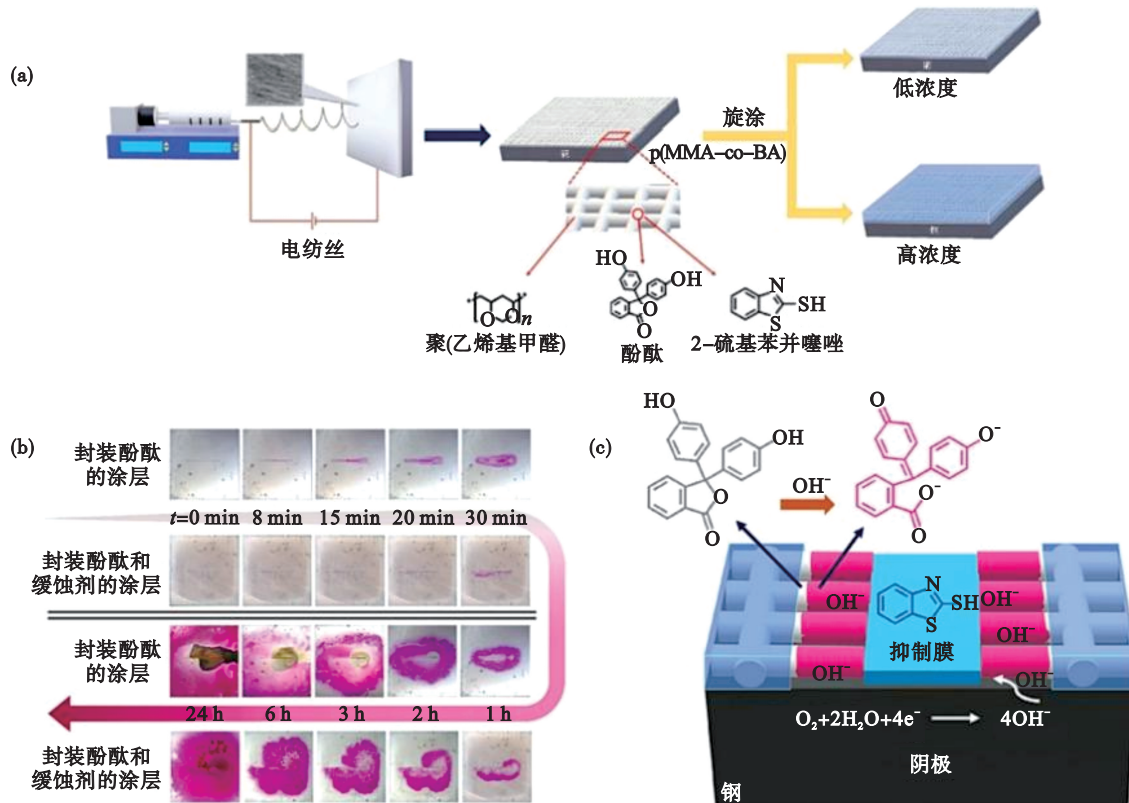 (a)
电纺丝
p(MMA-co-BA)
旋涂
低浓度
高浓度
O
O
n
聚(乙烯基甲醛)
HO
OH
O
O
酚酞
N
SH
S
2-硫基苯并噻唑
(b)
封装酚酞
的涂层
t=0 min 8 min 15 min 20 min 30 min
封装酚酞和
缓蚀剂的涂层
封装酚酞
的涂层
24 h 6 h 3 h 2 h 1 h
封装酚酞和
缓蚀剂的涂层
(c)
HO
OH
O
O
OH⁻
O
O⁻
O⁻
O
N
SH
S
OH⁻
OH⁻
OH⁻
OH⁻
OH⁻
抑制膜
O₂+2H₂O+4e⁻ 4OH⁻
阴极
钢